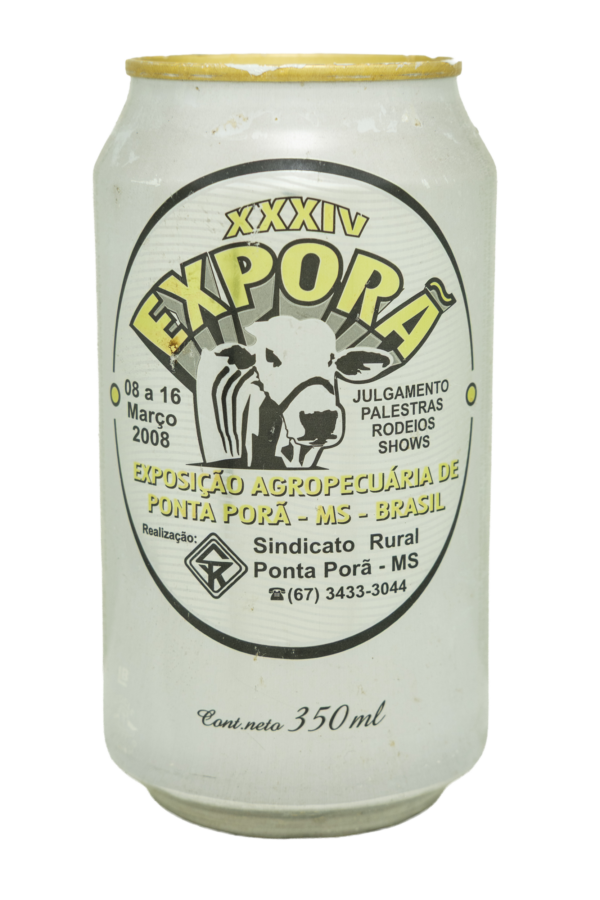 XXXIV
EXPORÃ
08 a 16
Março
2008
JULGAMENTO
PALESTRAS
RODEIOS
SHOWS
EXPOSIÇÃO AGROPECUÁRIA DE
PONTA PORÃ - MS - BRASIL
Realização:
SR
Sindicato Rural
Ponta Porã - MS
☎(67) 3433-3044
Cont.neto 350ml